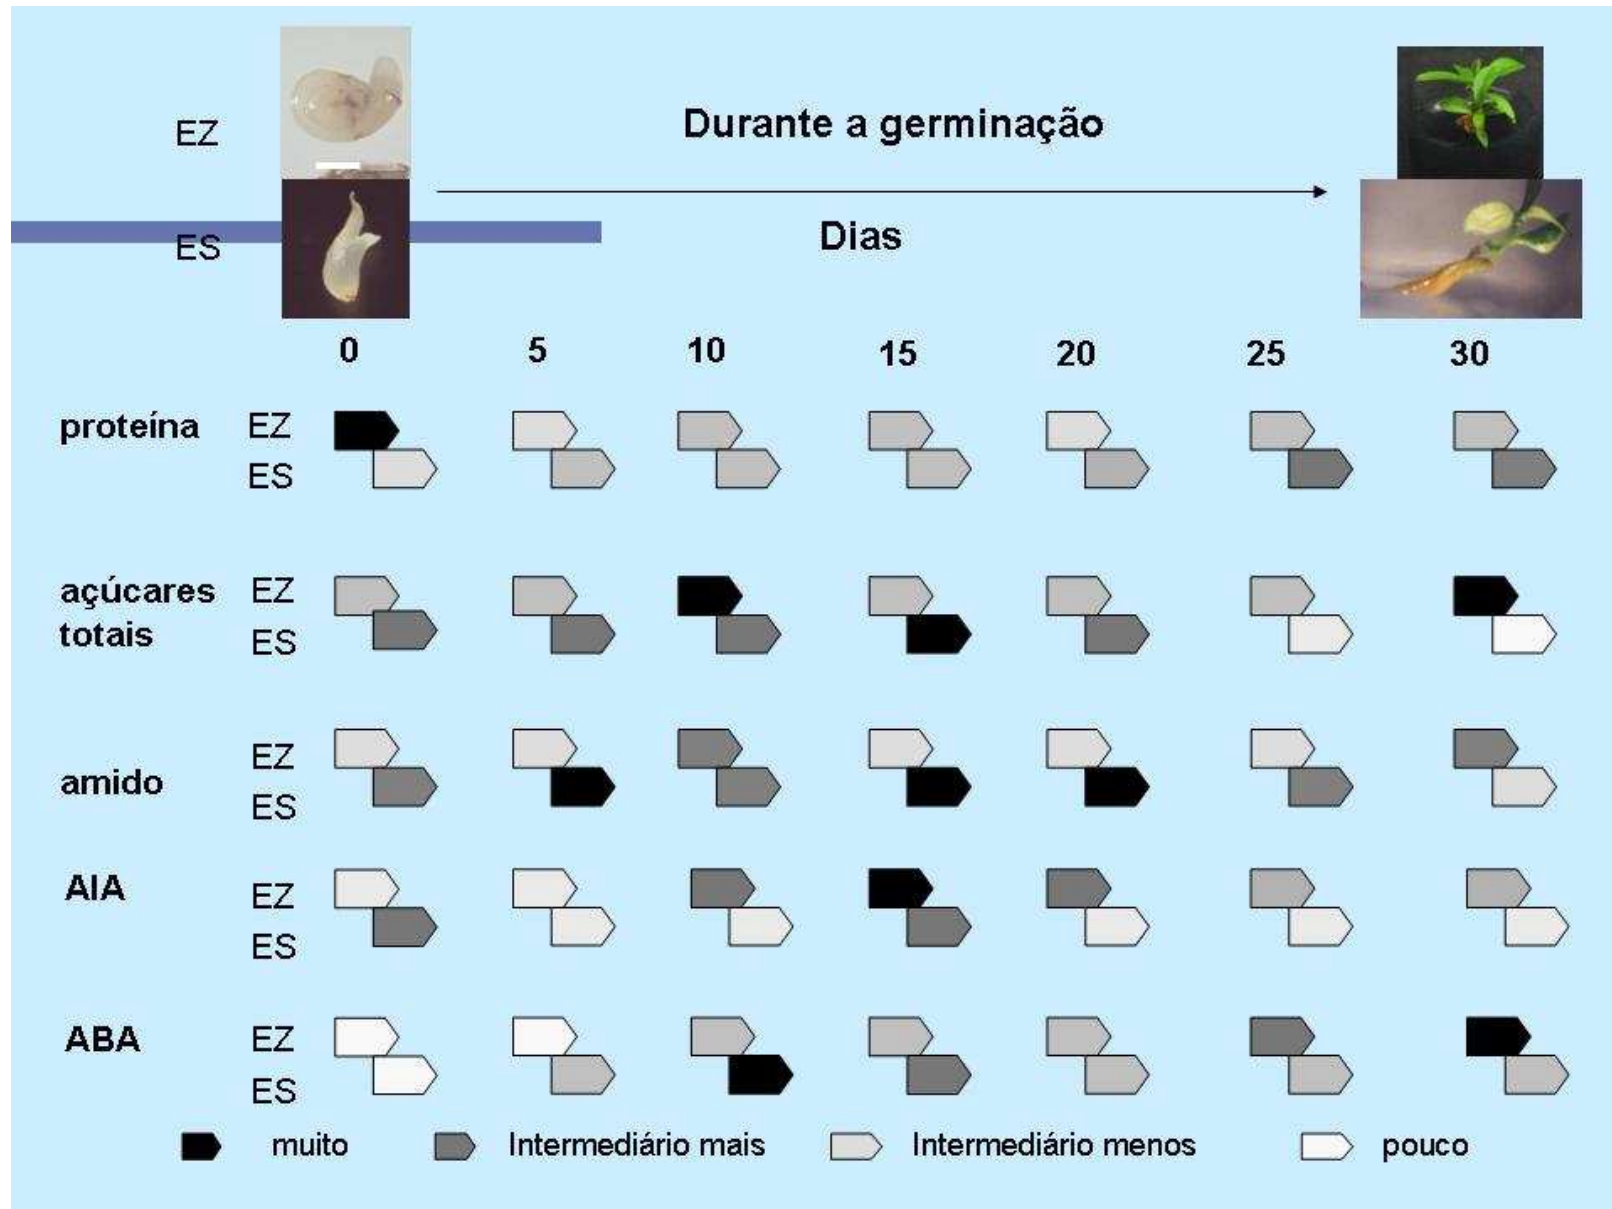 EZ
Durante a germinação
ES
Dias
0 5 10 15 20 25 30
proteína EZ
ES
açúcares EZ
totais ES
EZ
amido
ES
AIA EZ
ES
ABA EZ
ES
muito Intermediário mais Intermediário menos pouco